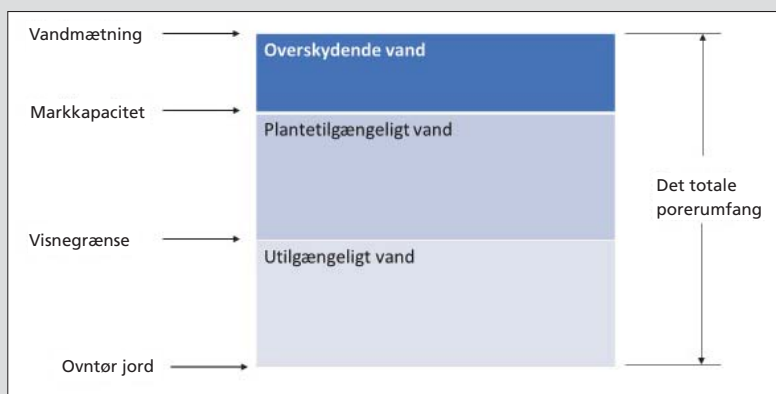 Vandmætning
Overskydende vand
Markkapacitet
Plantetilgængeligt vand
Det totale
porerumfang
Visnegrænse
Utilgængeligt vand
Ovntør jord